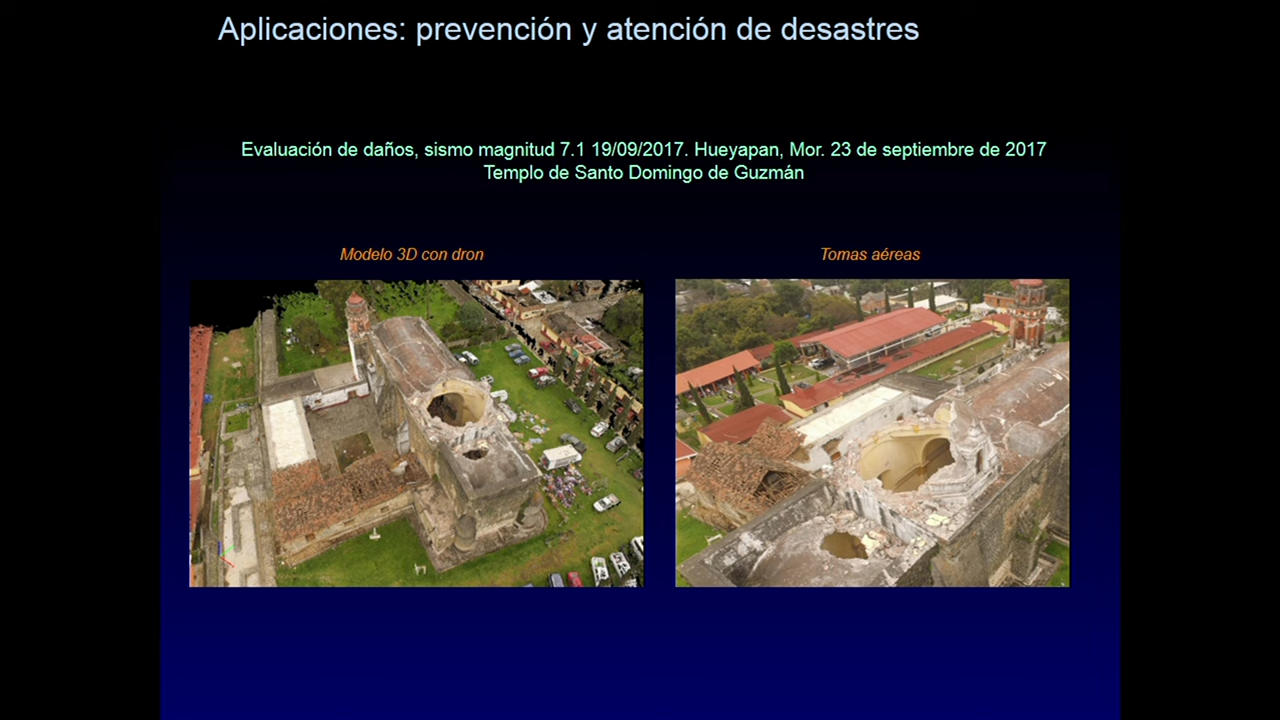 Aplicaciones: prevención y atención de desastres
Evaluación de daños, sismo magnitud 7.1 19/09/2017. Hueyapan, Mor. 23 de septiembre de 2017
Templo de Santo Domingo de Guzmán
Modelo 3D con dron
Tomas aéreas